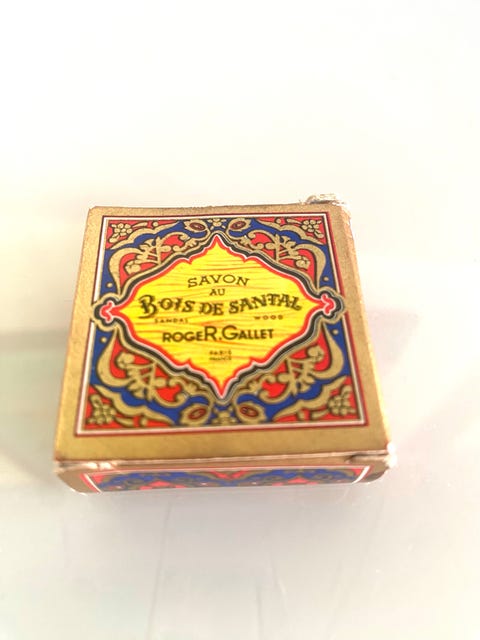 SAVON
AU
BOIS DE SANTAL
SANDAL WOOD
ROGER.GALLET
PARIS
FRANCE